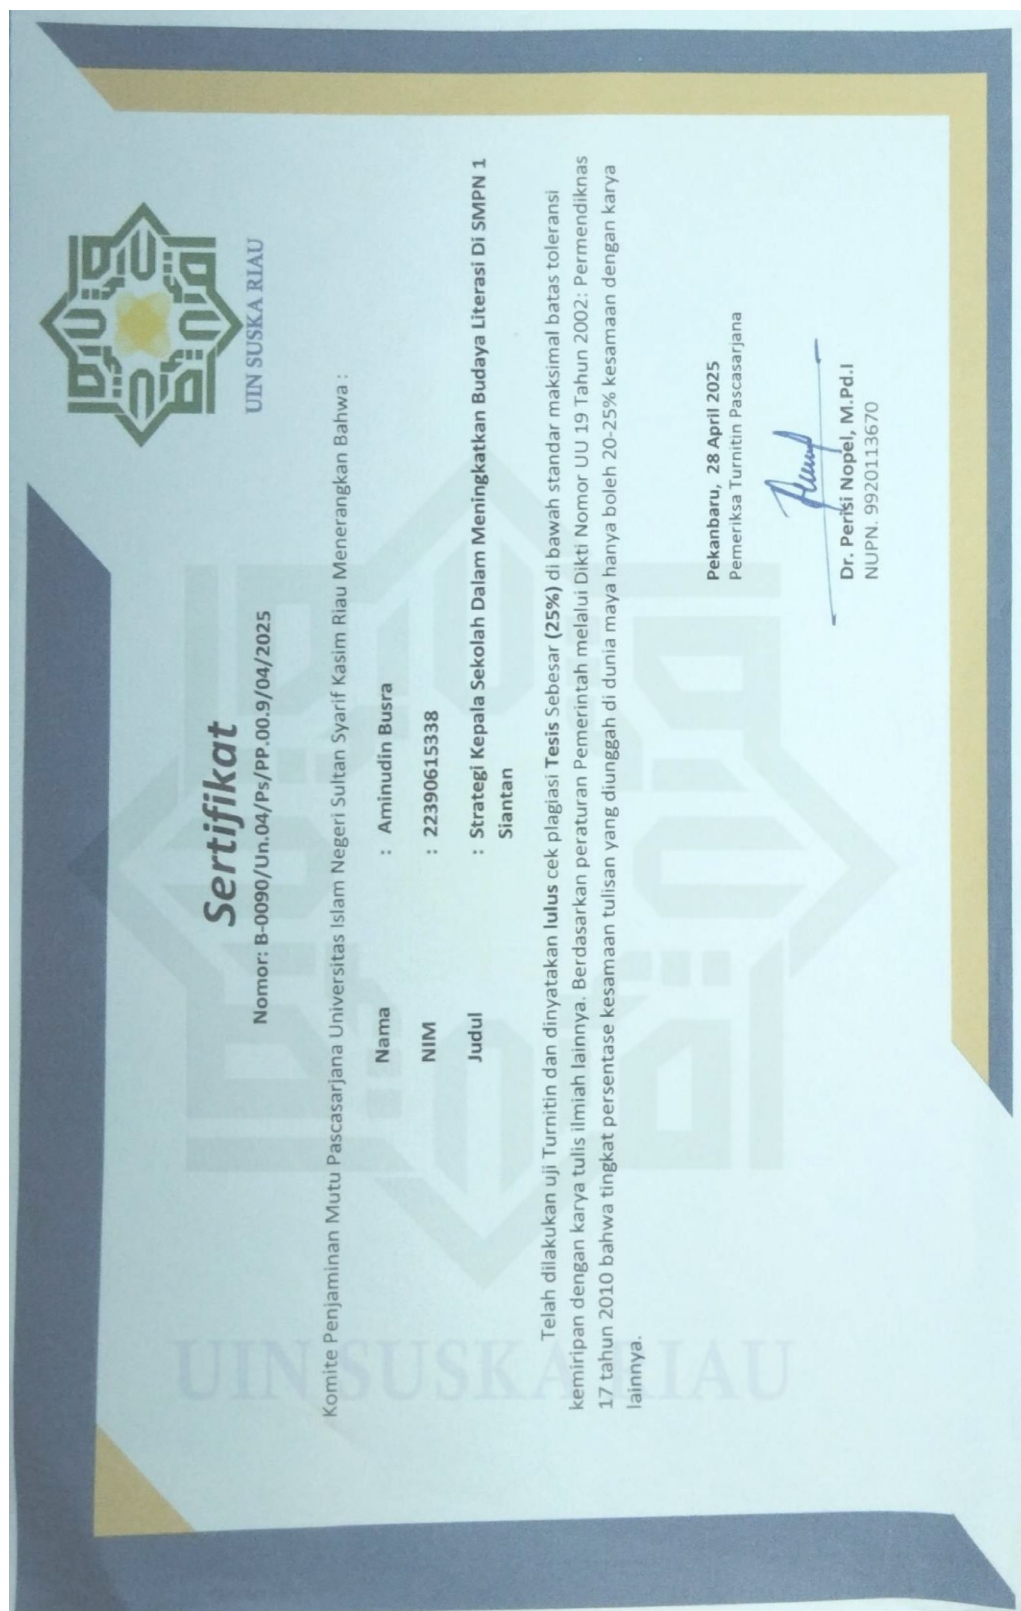 UIN SUSKA RIAU
Sertifikat
Nomor: B-0090/Un.04/Ps/PP.00.9/04/2025
Komite Penjaminan Mutu Pascasarjana Universitas Islam Negeri Sultan Syarif Kasim Riau Menerangkan Bahwa :
Nama : Aminudin Busra
NIM : 22390615338
Judul : Strategi Kepala Sekolah Dalam Meningkatkan Budaya Literasi Di SMPN 1
Siantan
Telah dilakukan uji Turnitin dan dinyatakan lulus cek plagiasi Tesis Sebesar (25%) di bawah standar maksimal batas toleransi
kemiripan dengan karya tulis ilmiah lainnya. Berdasarkan peraturan Pemerintah melalui Dikti Nomor UU 19 Tahun 2002: Permendiknas
17 tahun 2010 bahwa tingkat persentase kesamaan tulisan yang diunggah di dunia maya hanya boleh 20-25% kesamaan dengan karya
lainnya.
Pekanbaru, 28 April 2025
Pemeriksa Turnitin Pascasarjana
Dr. Perisi Nopel, M.Pd.I
NUPN. 9920113670
UIN SUSKA RIAU